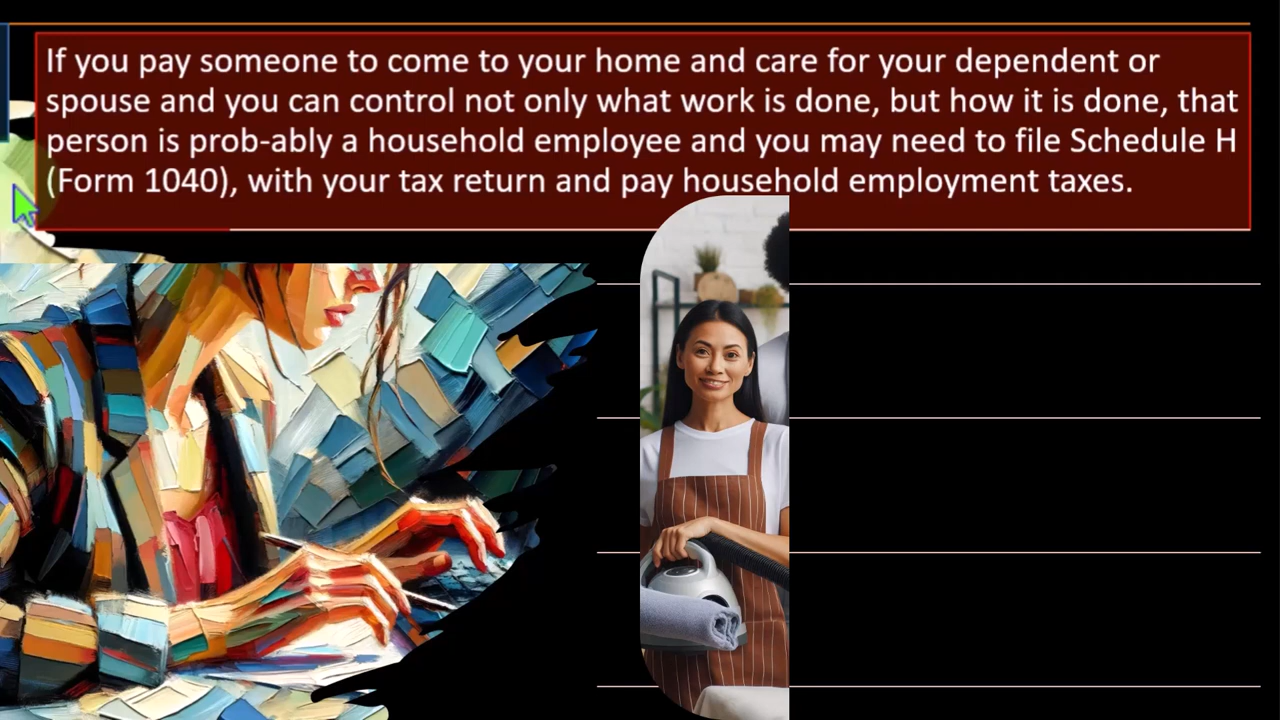 If you pay someone to come to your home and care for your dependent or
spouse and you can control not only what work is done, but how it is done, that
person is prob-ably a household employee and you may need to file Schedule H
(Form 1040), with your tax return and pay household employment taxes.